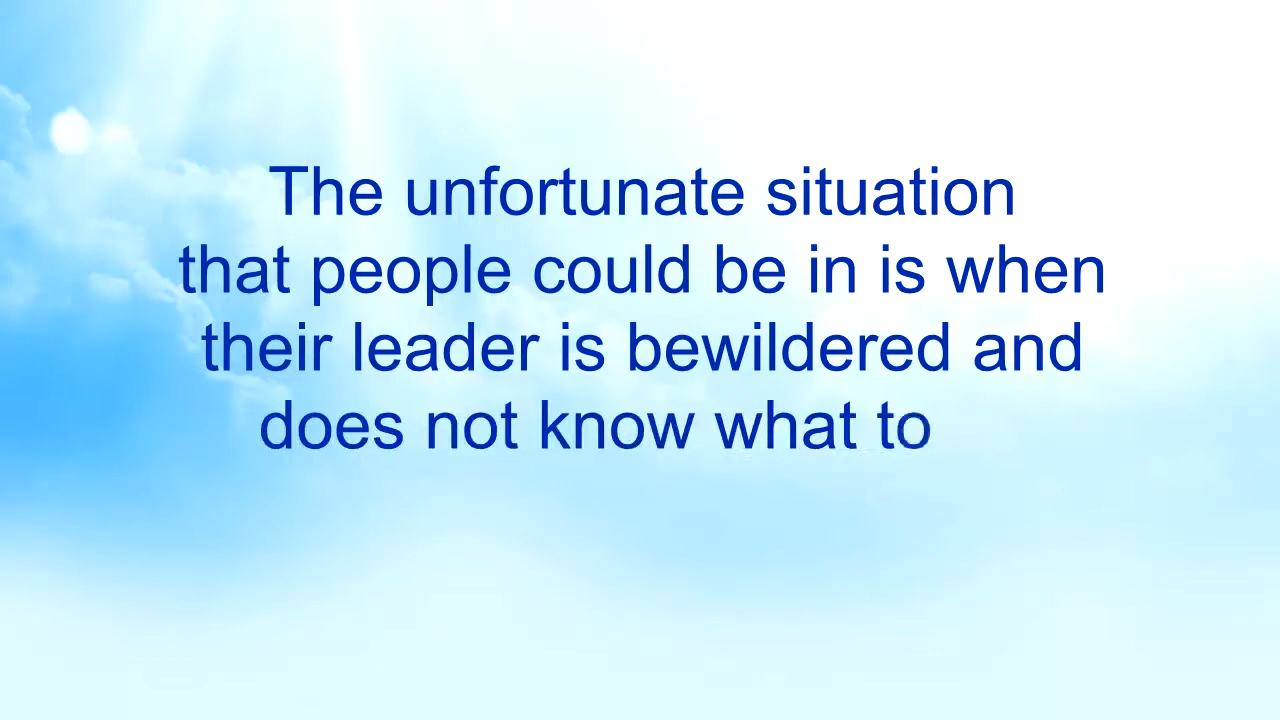 The unfortunate situation
that people could be in is when
their leader is bewildered and
does not know what to